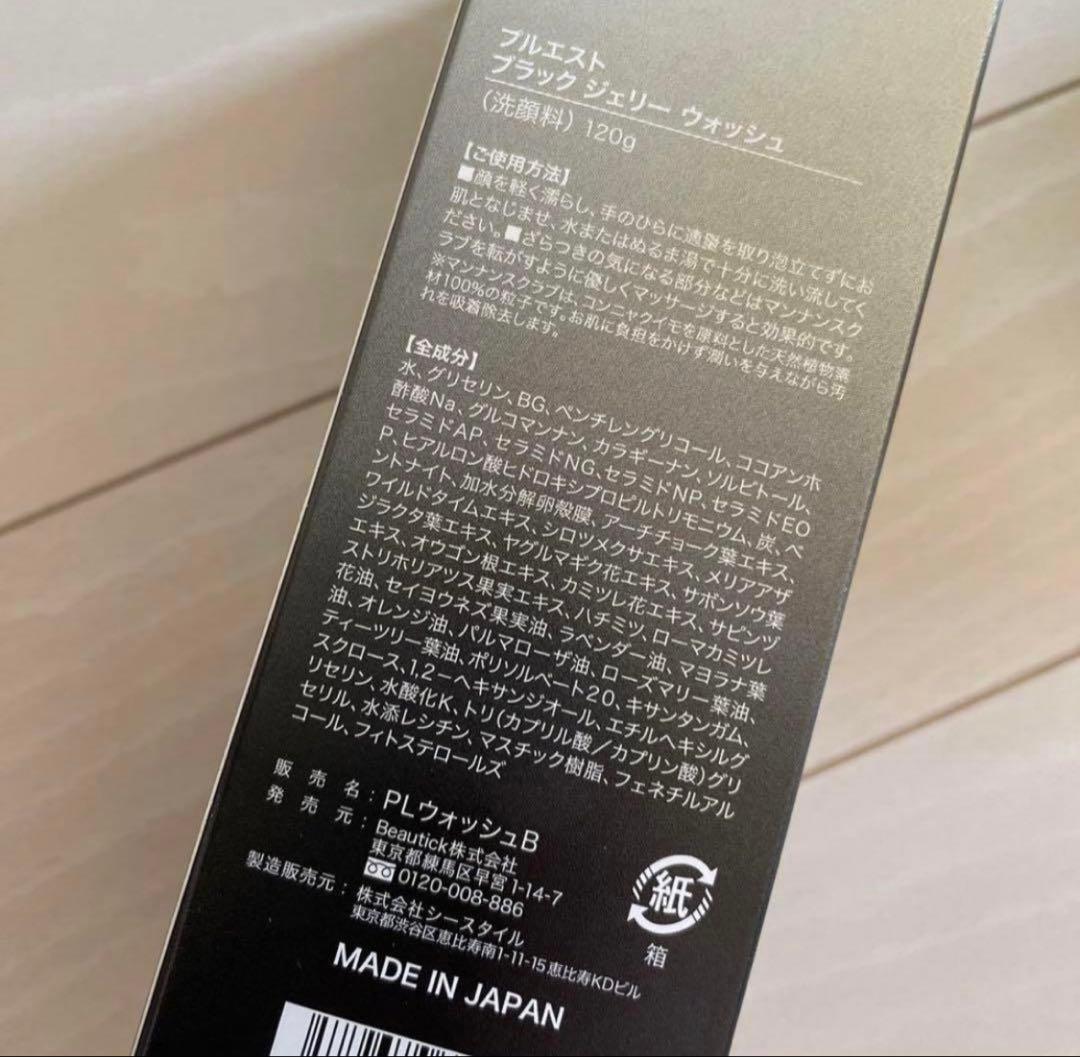 プルエスト
ブラック ジェリー ウォッシュ
(洗顔料) 120g
【ご使用方法】
■顔を軽く濡らし、手のひらに適量を取り泡立てずにお
肌となじませ、水またはぬるま湯で十分に洗い流してく
ださい。■ざらつきの気になる部分などはマンナンスク
ラブを転がすように優しくマッサージすると効果的です。
※マンナンスクラブは、コンニャクイモを原料とした天然植物素
材100%の粒子です。お肌に負担をかけず潤いを与えながら汚
れを吸着除去します。
【全成分】
水、グリセリン、BG、ペンチレングリコール、ココアンホ
酢酸Na、グルコマンナン、カラギーナン、ソルビトール、
セラミドAP、セラミドNG、セラミドNP、セラミドEO
P、ヒアルロン酸ヒドロキシプロピルトリモニウム、炭、ベ
ントナイト、加水分解卵殻膜、アーチチョーク葉エキス、
ワイルドタイムエキス、シロツメクサエキス、メリアアザ
ジラクタ葉エキス、ヤグルマギク花エキス、サボンソウ葉
エキス、オウゴン根エキス、カミツレ花エキス、サピンヅ
ストリホリアツス果実エキス、ハチミツ、ローマカミツレ
花油、セイヨウネズ果実油、ラベンダー油、マヨラナ葉
油、オレンジ油、パルマローザ油、ローズマリー葉油、
ティーツリー葉油、ポリソルベート20、キサンタンガム、
スクロース、1,2-ヘキサンジオール、エチルヘキシルグ
リセリン、水酸化K、トリ(カプリル酸/カプリン酸)グリ
セリル、水添レシチン、マスチック樹脂、フェネチルアル
コール、フィトステロールズ
販売名:PLウォッシュB
発売元:Beautick株式会社
東京都練馬区早宮1-14-7
0120-008-886
製造販売元:株式会社シースタイル
東京都渋谷区恵比寿南1-11-15 恵比寿KDビル
紙
箱
MADE IN JAPAN